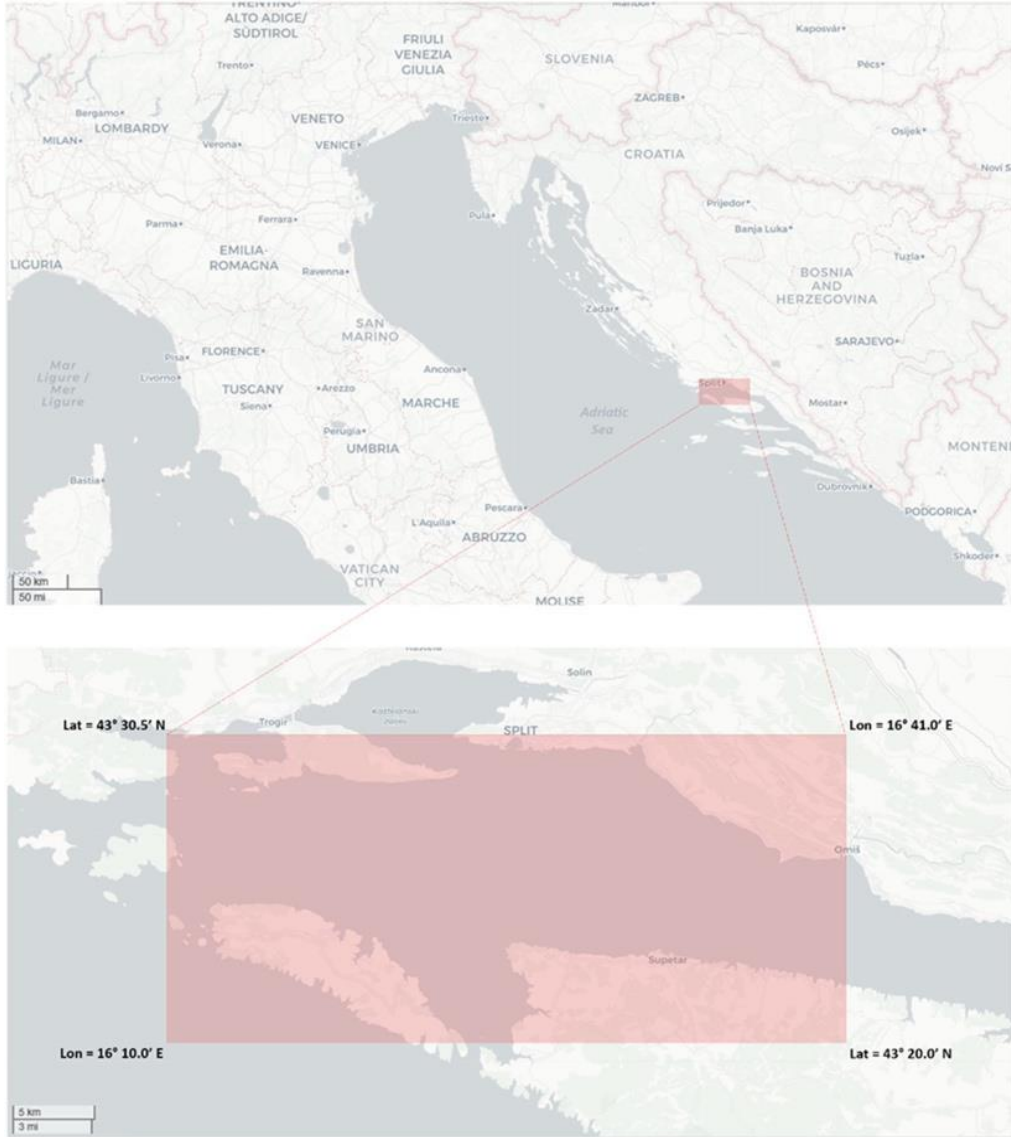 TRENTINO-
ALTO ADIGE/
SÜDTIROL
Maribor
Kaposvár
FRIULI
VENEZIA
GIULIA
SLOVENIA
Pécs
Trento
ZAGREB
Bergamo
LOMBARDY
VENETO
Trieste
Osijek
MILAN
Verona
VENICE
CROATIA
Novi S
Prijedor
Parma
Ferrara
Pula
Banja Luka
EMILIA-
ROMAGNA
Tuzla
LIGURIA
Ravenna
BOSNIA
AND
HERZEGOVINA
Zadar
SAN
MARINO
SARAJEVO
FLORENCE
Pisa
Mar
Ligure /
Mer
Ligure
Livorno
Ancona
Split
TUSCANY
Arezzo
Siena
MARCHE
Adriatic
Sea
Mostar
Perugia
UMBRIA
MONTEN
Bastia
Dubrovnik
Pescara
L'Aquila
ABRUZZO
PODGORICA
Shkoder
VATICAN
CITY
50 km
50 mi
MOLISE
Solin
Lat = 43° 30.5' N
Trogir
SPLIT
Lon = 16° 41.0' E
Omiš
Supetar
Lon = 16° 10.0' E
Lat = 43° 20.0' N
5 km
3 mi